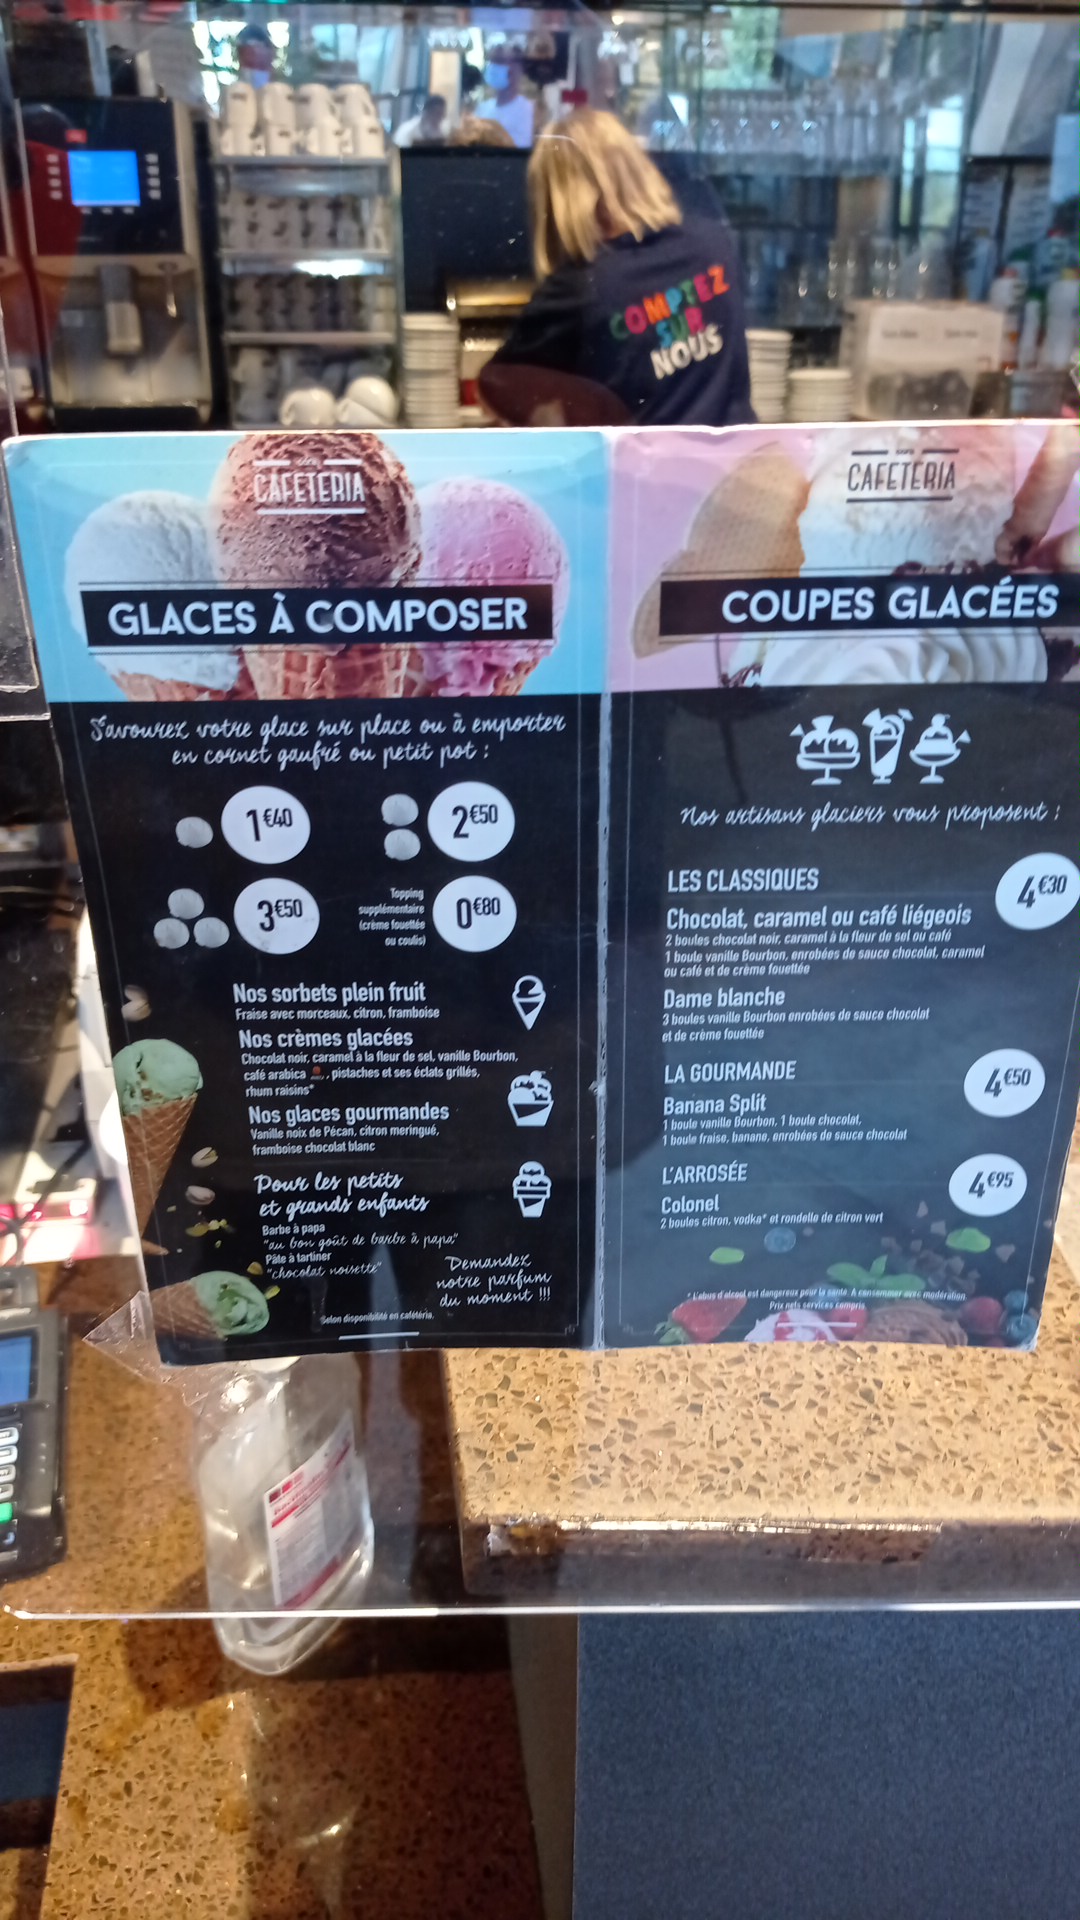 COMPTEZ
SUR
NOUS
CAFETERIA
GLACES À COMPOSER
Savourez votre glace sur place ou à emporter
en cornet gaufré ou petit pot :
1€40
2€50
3€50
Topping
supplémentaire
(crème fouettée
ou coulis)
0€80
Nos sorbets plein fruit
Fraise avec morceaux, citron, framboise
Nos crèmes glacées
Chocolat noir, caramel à la fleur de sel, vanille Bourbon,
café arabica , pistaches et ses éclats grillés,
rhum raisins*
Nos glaces gourmandes
Vanille noix de Pécan, citron meringué,
framboise chocolat blanc
Pour les petits
et grands enfants
Barbe à papa
"au bon goût de barbe à papa"
Pâte à tartiner
"chocolat noisette"
Demandez
notre parfum
du moment !!!
Selon disponibilité en cafétéria.
CAFETERIA
COUPES GLACÉES
Nos artisans glaciers vous proposent :
LES CLASSIQUES
4€30
Chocolat, caramel ou café liégeois
2 boules chocolat noir, caramel à la fleur de sel ou café
1 boule vanille Bourbon, enrobées de sauce chocolat, caramel
ou café et de crème fouettée
Dame blanche
3 boules vanille Bourbon enrobées de sauce chocolat
et de crème fouettée
LA GOURMANDE
4€50
Banana Split
1 boule vanille Bourbon, 1 boule chocolat,
1 boule fraise, banane, enrobées de sauce chocolat
L'ARROSÉE
4€95
Colonel
2 boules citron, vodka* et rondelle de citron vert
* L'abus d'alcool est dangereux pour la santé. A consommer avec modération.
Prix nets services compris